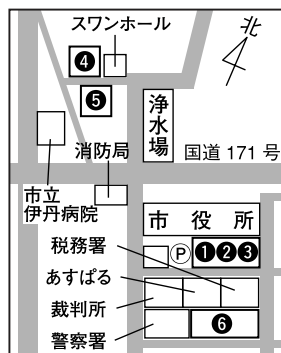 スワンホール
北
❹
❺
浄水場
消防局
国道 171 号
市立
伊丹病院
市役所
税務署
Ⓟ
❶❷❸
あすぱる
裁判所
❻
警察署